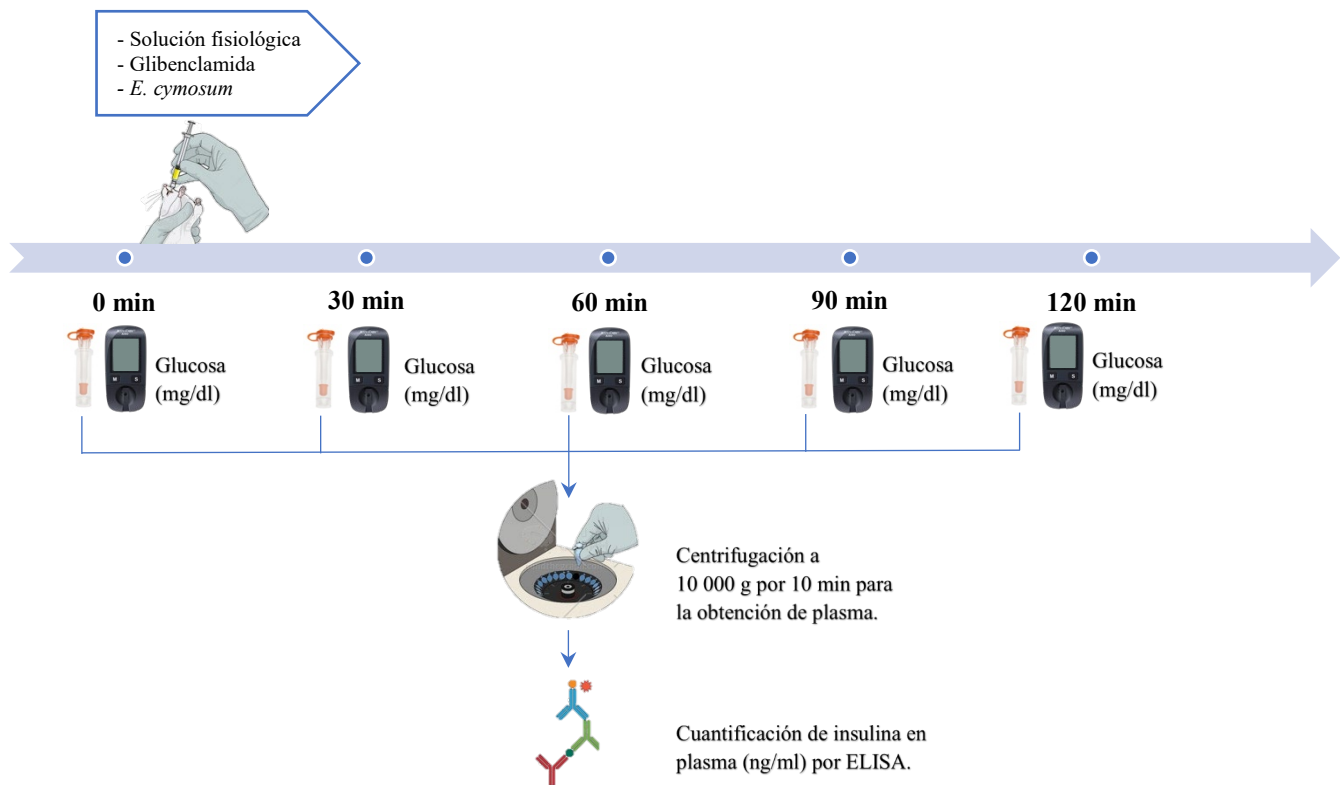 - Solución fisiológica
- Glibenclamida
- E. cymosum
0 min
30 min
60 min
90 min
120 min
Glucosa
(mg/dl)
Glucosa
(mg/dl)
Glucosa
(mg/dl)
Glucosa
(mg/dl)
Glucosa
(mg/dl)
Centrifugación a
10 000 g por 10 min para
la obtención de plasma.
Cuantificación de insulina en
plasma (ng/ml) por ELISA.